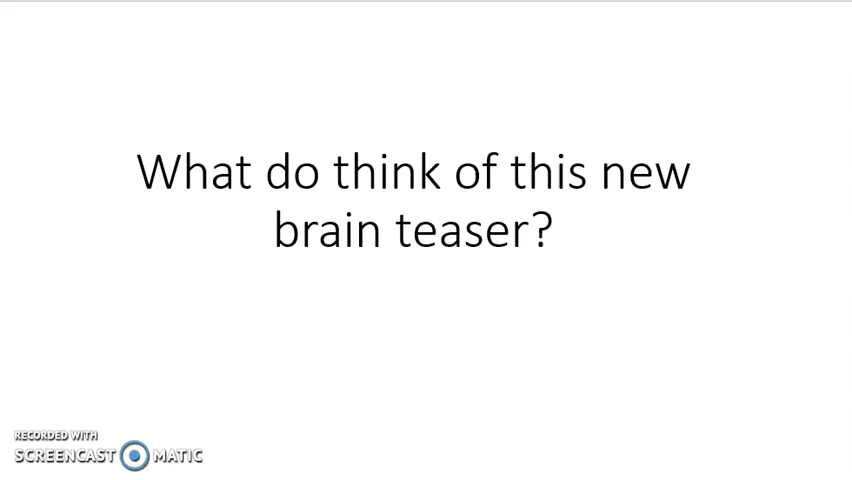 What do think of this new
brain teaser?
RECORDED WITH
SCREENCAST MATIC